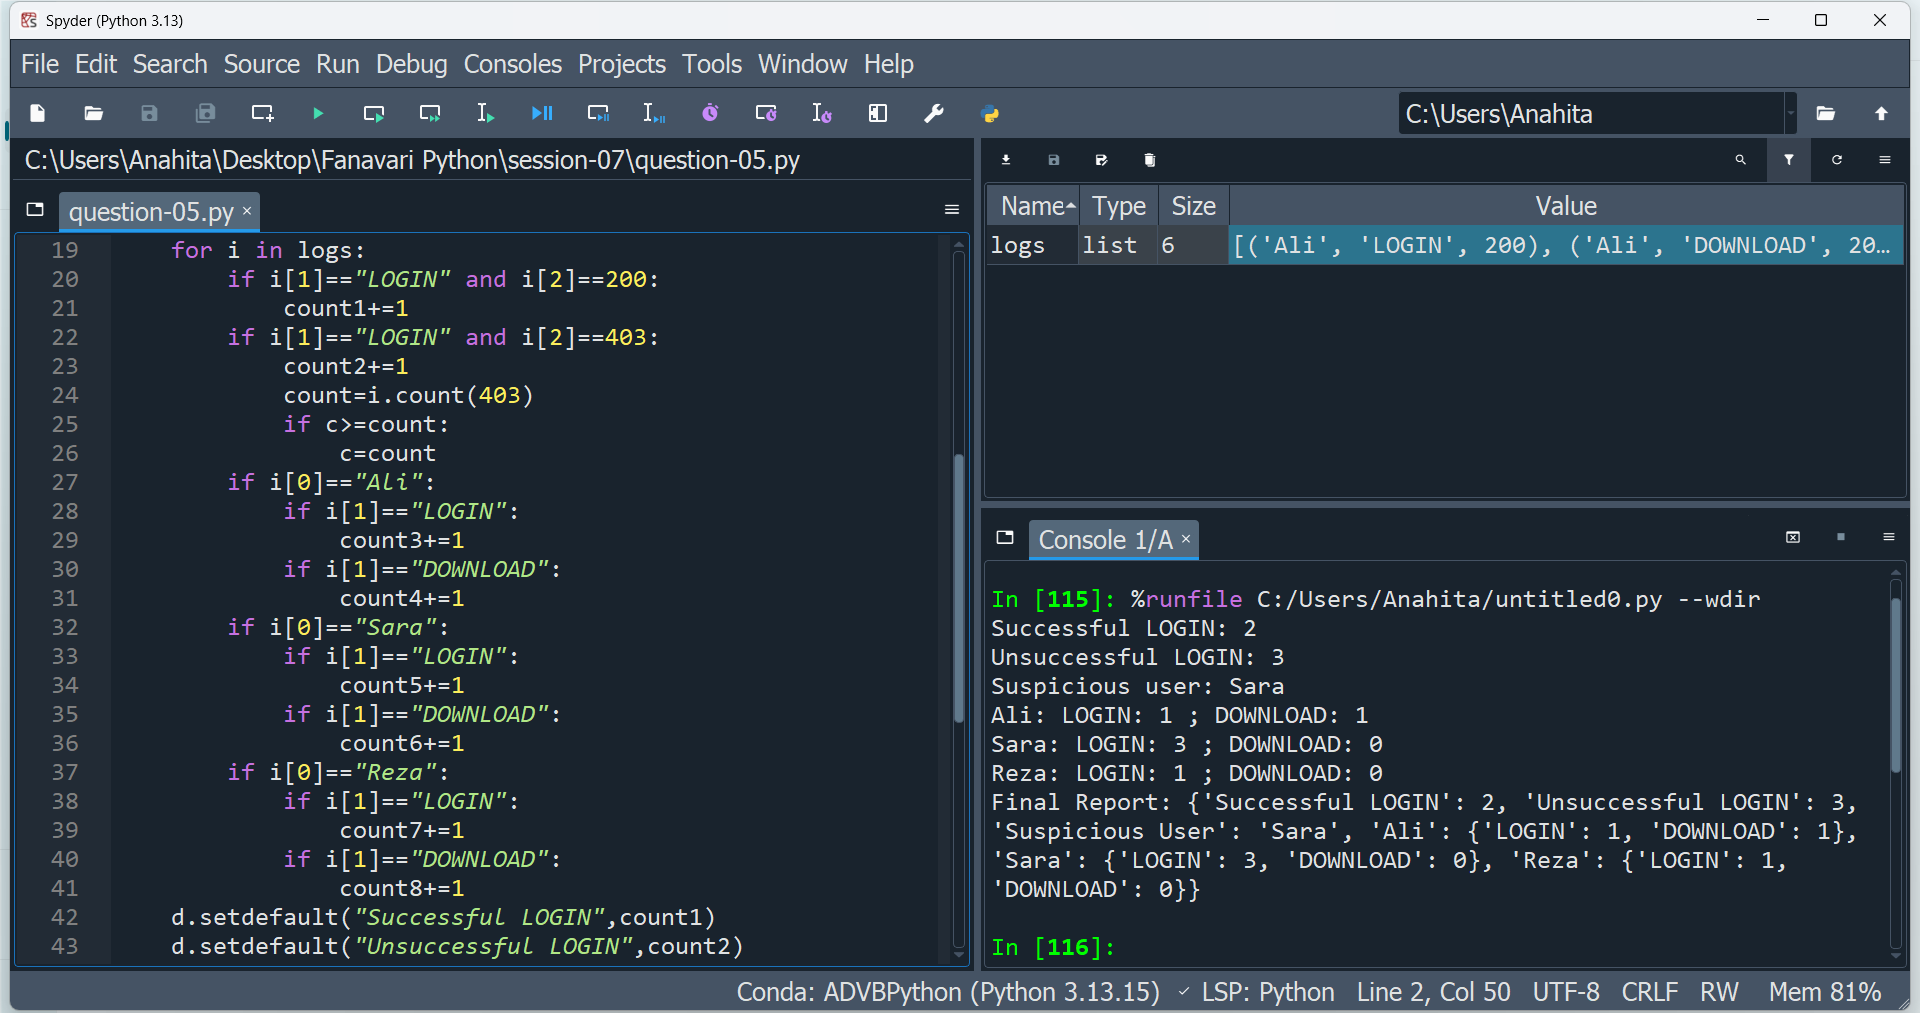 Spyder (Python 3.13)
File Edit Search Source Run Debug Consoles Projects Tools Window Help
C:\Users\Anahita
C:\Users\Anahita\Desktop\Fanavari Python\session-07\question-05.py
question-05.py
19 for i in logs:
20 if i[1]=="LOGIN" and i[2]==200:
21 count1+=1
22 if i[1]=="LOGIN" and i[2]==403:
23 count2+=1
24 count=i.count(403)
25 if c>=count:
26 c=count
27 if i[0]=="Ali":
28 if i[1]=="LOGIN":
29 count3+=1
30 if i[1]=="DOWNLOAD":
31 count4+=1
32 if i[0]=="Sara":
33 if i[1]=="LOGIN":
34 count5+=1
35 if i[1]=="DOWNLOAD":
36 count6+=1
37 if i[0]=="Reza":
38 if i[1]=="LOGIN":
39 count7+=1
40 if i[1]=="DOWNLOAD":
41 count8+=1
42 d.setdefault("Successful LOGIN",count1)
43 d.setdefault("Unsuccessful LOGIN",count2)
Name Type Size Value
logs list 6 [('Ali', 'LOGIN', 200), ('Ali', 'DOWNLOAD', 20…
Console 1/A
In [115]: %runfile C:/Users/Anahita/untitled0.py --wdir
Successful LOGIN: 2
Unsuccessful LOGIN: 3
Suspicious user: Sara
Ali: LOGIN: 1 ; DOWNLOAD: 1
Sara: LOGIN: 3 ; DOWNLOAD: 0
Reza: LOGIN: 1 ; DOWNLOAD: 0
Final Report: {'Successful LOGIN': 2, 'Unsuccessful LOGIN': 3,
'Suspicious User': 'Sara', 'Ali': {'LOGIN': 1, 'DOWNLOAD': 1},
'Sara': {'LOGIN': 3, 'DOWNLOAD': 0}, 'Reza': {'LOGIN': 1,
'DOWNLOAD': 0}}
In [116]:
Conda: ADVBPython (Python 3.13.15) ✓ LSP: Python Line 2, Col 50 UTF-8 CRLF RW Mem 81%